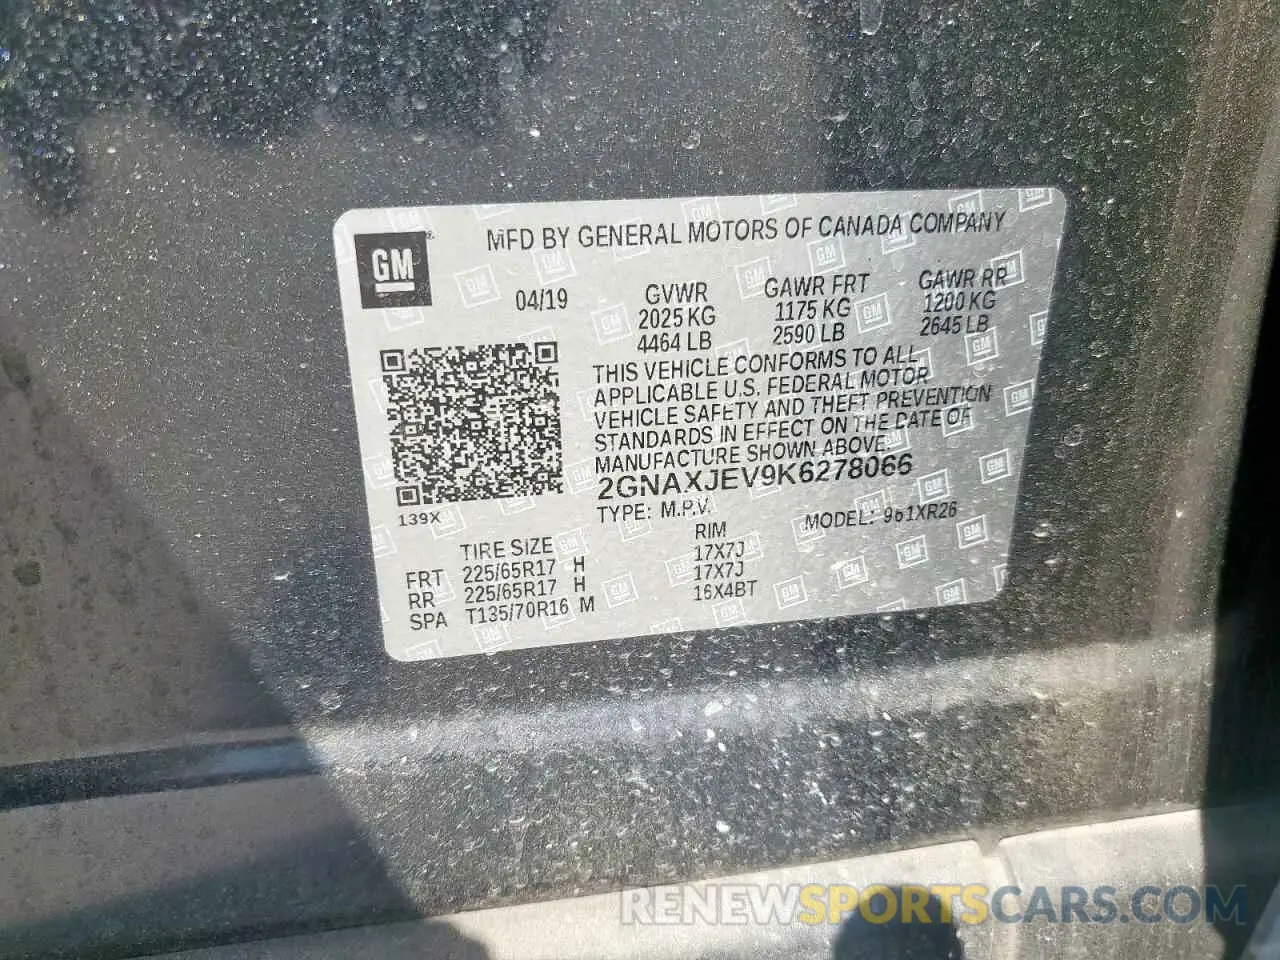 GM
MFD BY GENERAL MOTORS OF CANADA COMPANY
04/19
GVWR GAWR FRT GAWR RR
2025 KG 1175 KG 1200 KG
4464 LB 2590 LB 2645 LB
THIS VEHICLE CONFORMS TO ALL
APPLICABLE U.S. FEDERAL MOTOR
VEHICLE SAFETY AND THEFT PREVENTION
STANDARDS IN EFFECT ON THE DATE OF
MANUFACTURE SHOWN ABOVE.
2GNAXJEV9K6278066
139X
TYPE: M.P.V. MODEL:
TIRE SIZE RIM
FRT 225/65R17 H 17X7J
RR 225/65R17 H 17X7J
SPA T135/70R16 M 16X4BT
RENEWSPORTSCARS.COM